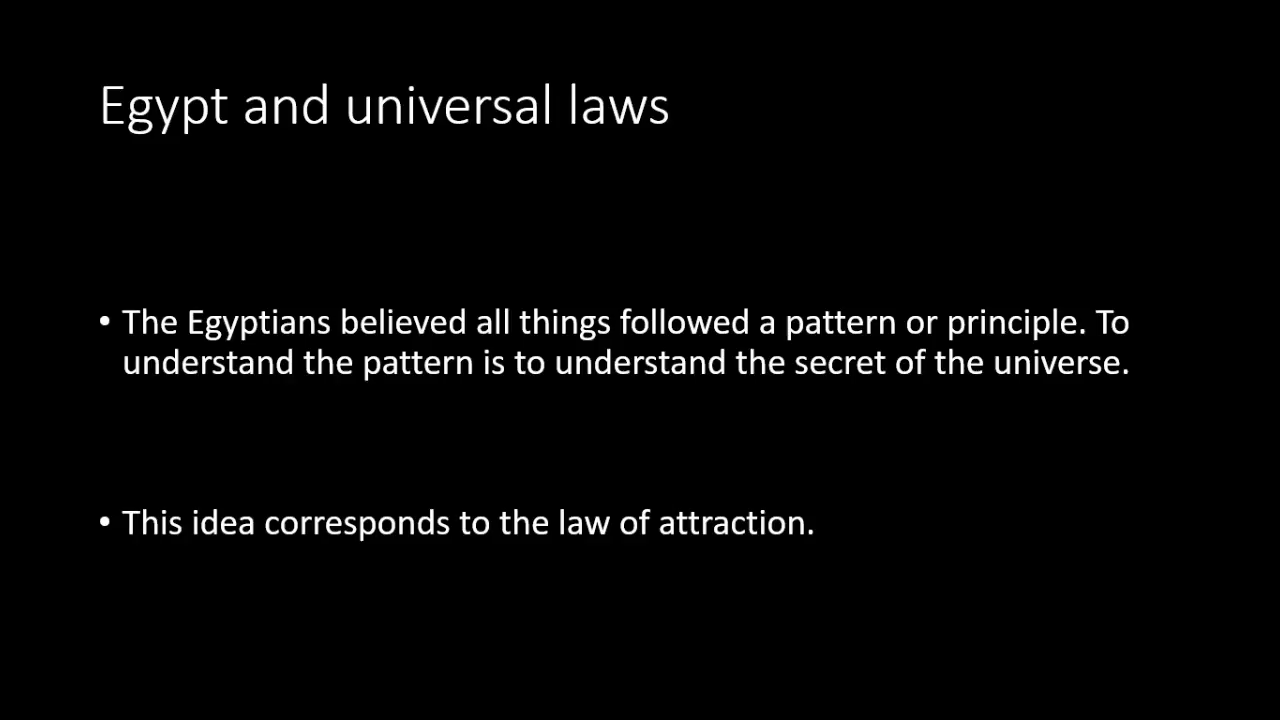 Egypt and universal laws
• The Egyptians believed all things followed a pattern or principle. To
understand the pattern is to understand the secret of the universe.
• This idea corresponds to the law of attraction.